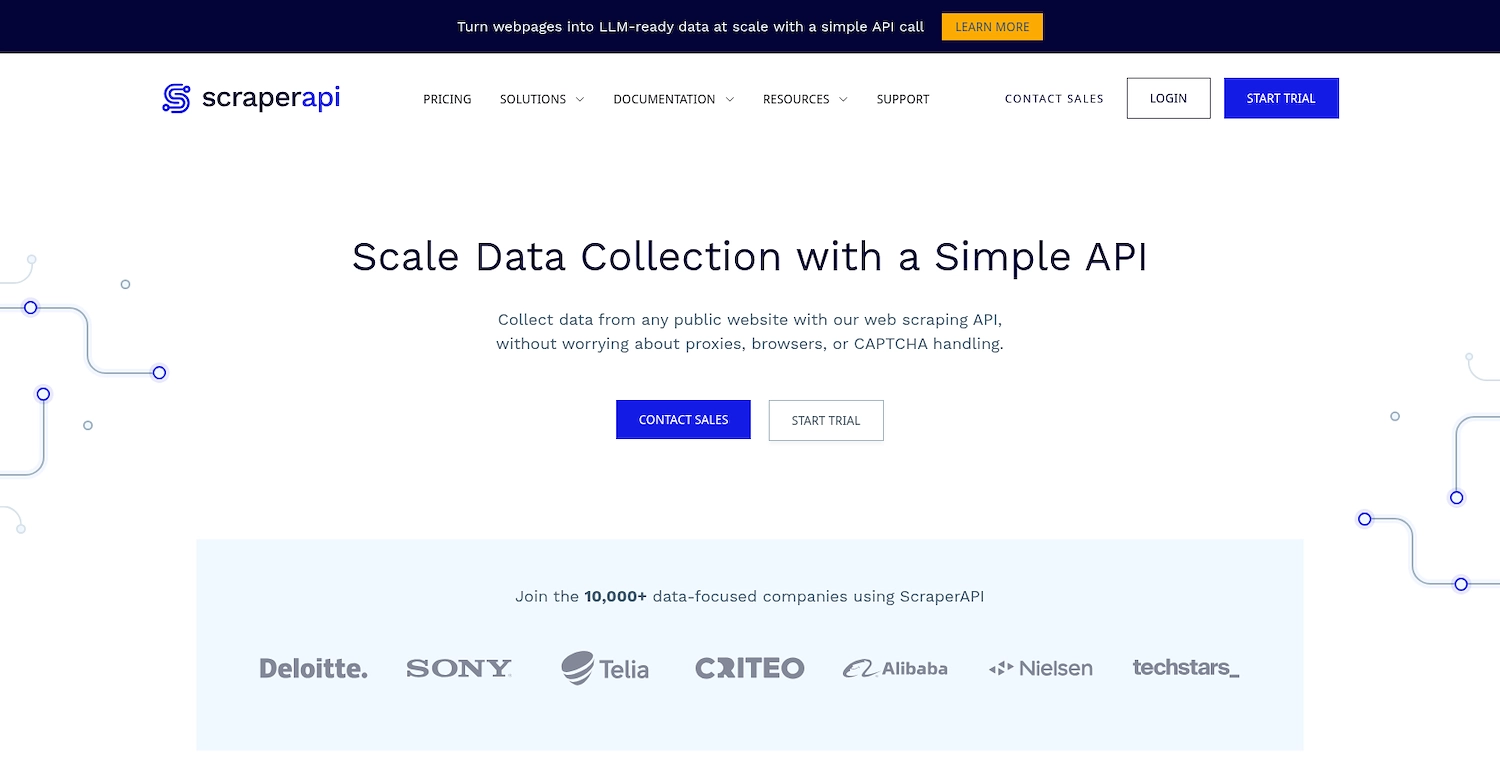 Turn webpages into LLM-ready data at scale with a simple API call LEARN MORE
scraperapi PRICING SOLUTIONS DOCUMENTATION RESOURCES SUPPORT CONTACT SALES LOGIN START TRIAL
Scale Data Collection with a Simple API
Collect data from any public website with our web scraping API,
without worrying about proxies, browsers, or CAPTCHA handling.
CONTACT SALES START TRIAL
Join the 10,000+ data-focused companies using ScraperAPI
Deloitte. SONY Telia CRITEO Alibaba Nielsen techstars_